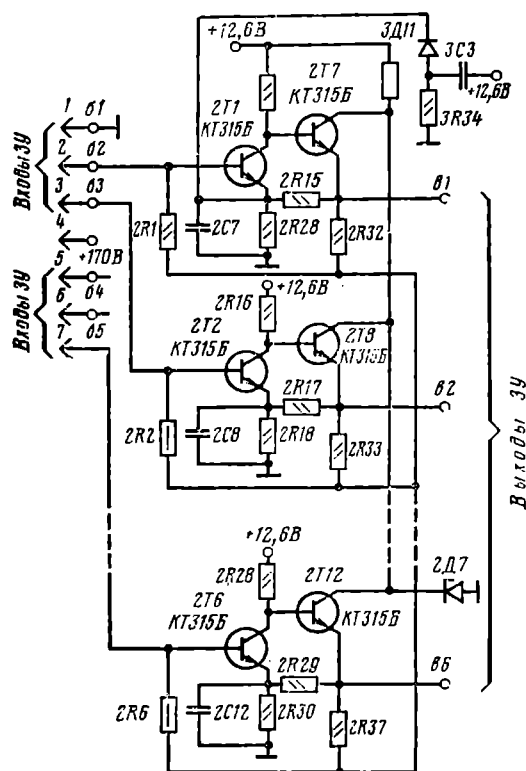 +12,6В
3Д11
3С3
+12,6В
2Т1
КТ315Б
2Т7
КТ315Б
3R34
1
б1
2
б2
3
б3
4
+170В
5
б4
6
7
б5
Входы ЗУ
Входы ЗУ
2R1
2С7
2R15
2R28
2R32
в1
2R16
+12,6В
2Т2
КТ315Б
2Т8
КТ315Б
2R17
в2
2R2
2С8
2R18
2R33
Выходы ЗУ
+12,6В
2R28
2Т6
КТ315Б
2Т12
КТ315Б
2Д7
2R29
в6
2R6
2С12
2R30
2R37